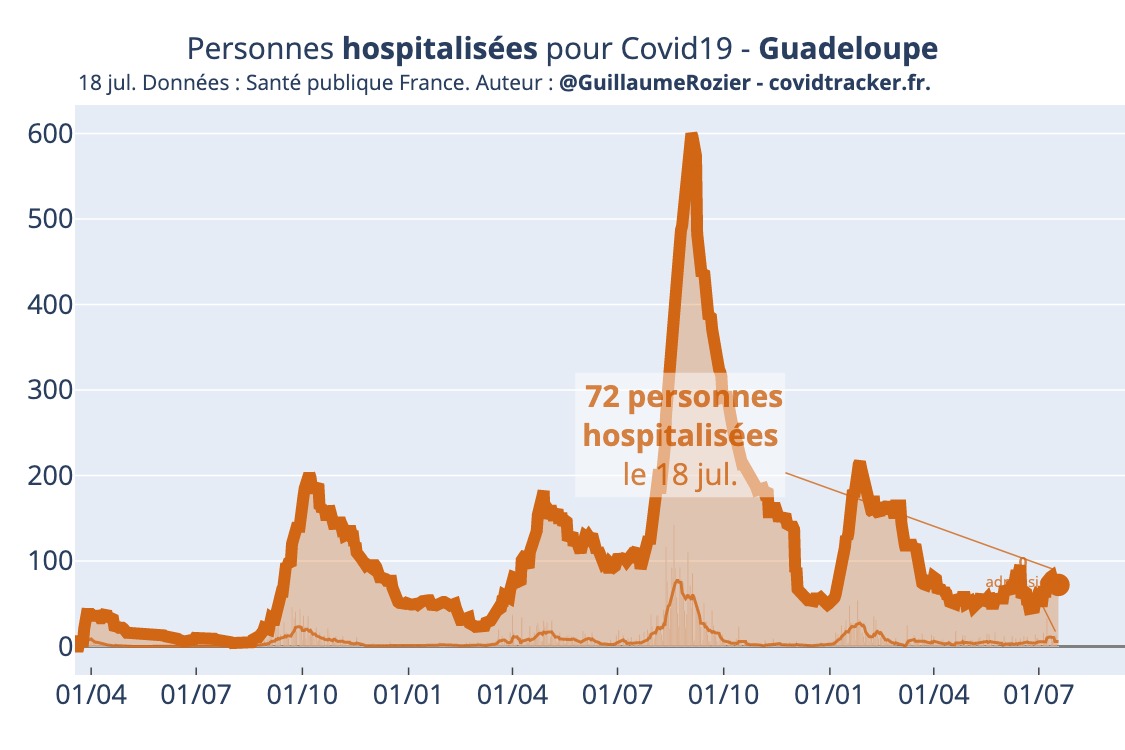 Personnes hospitalisées pour Covid19 - Guadeloupe
18 jul. Données : Santé publique France. Auteur : @GuillaumeRozier - covidtracker.fr.
600
500
400
300
200
100
0
72 personnes
hospitalisées
le 18 jul.
01/04 01/07 01/10 01/01 01/04 01/07 01/10 01/01 01/04 01/07